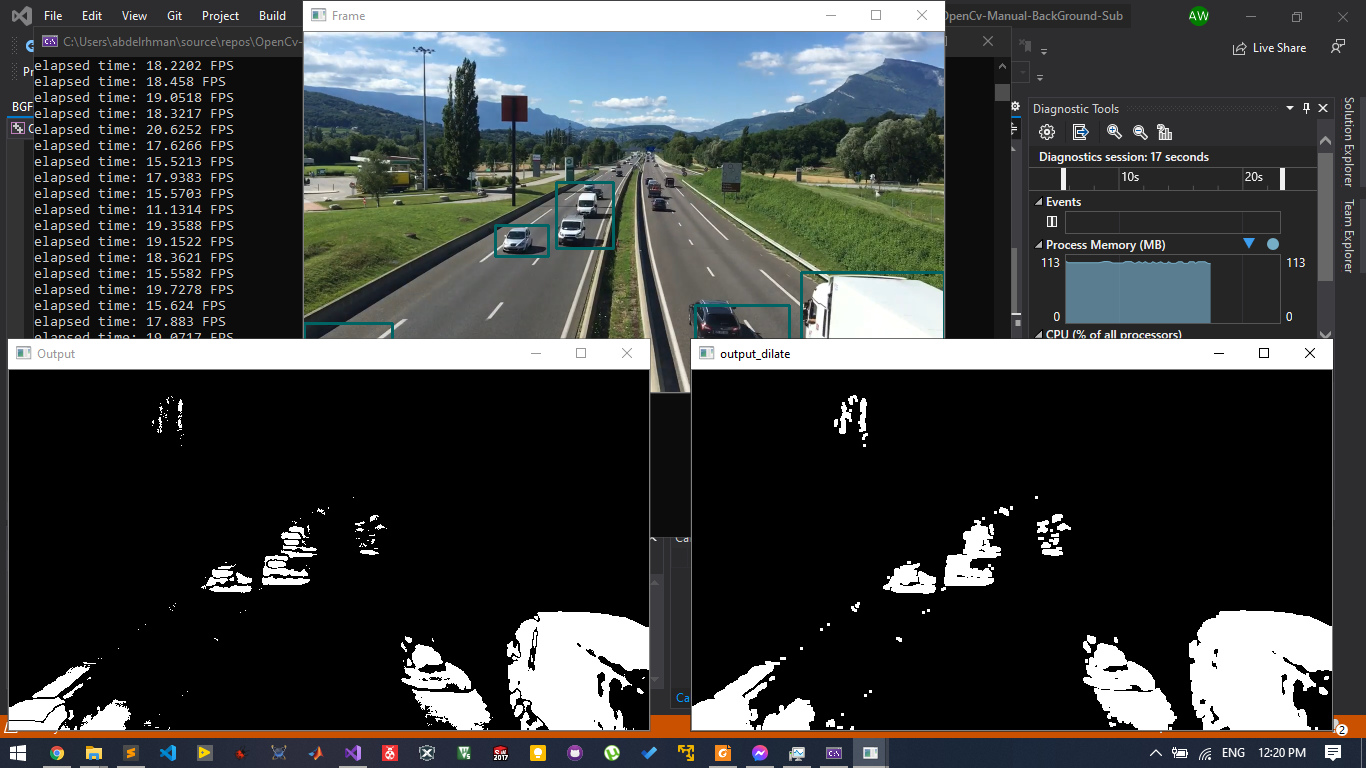 File Edit View Git Project Build
Frame
OpenCv-Manual-BackGround-Sub
AW
C:\Users\abdelrhman\source\repos\OpenCv-
Live Share
elapsed time: 18.2202 FPS
elapsed time: 18.458 FPS
elapsed time: 19.0518 FPS
elapsed time: 18.3217 FPS
elapsed time: 20.6252 FPS
elapsed time: 17.6266 FPS
elapsed time: 15.5213 FPS
elapsed time: 17.9383 FPS
elapsed time: 15.5703 FPS
elapsed time: 11.1314 FPS
elapsed time: 19.3588 FPS
elapsed time: 19.1522 FPS
elapsed time: 18.3621 FPS
elapsed time: 15.5582 FPS
elapsed time: 19.7278 FPS
elapsed time: 15.624 FPS
elapsed time: 17.883 FPS
elapsed time: 19.0717 FPS
Pr
BGF
Diagnostic Tools
Diagnostics session: 17 seconds
10s 20s
Events
Process Memory (MB)
113 113
0 0
CPU (% of all processors)
Solution Explorer
Team Explorer
Output
output_dilate
Ca
Ca
2
2017
ENG 12:20 PM